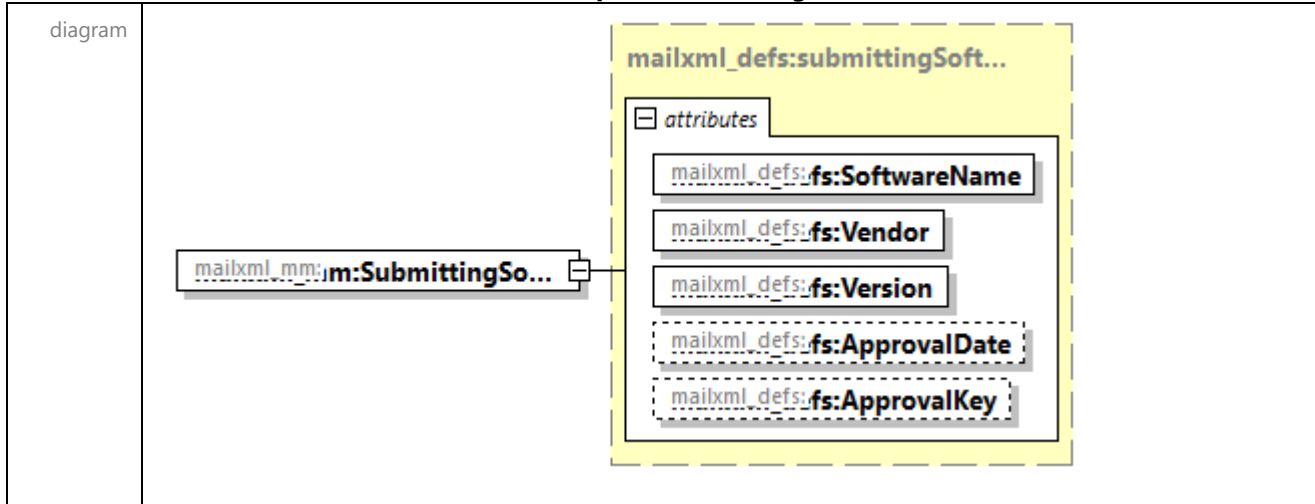 diagram
mailxml_defs:submittingSoft...
attributes
mailxml_defs:fs:SoftwareName
mailxml_defs:fs:Vendor
mailxml_defs:fs:Version
mailxml_mm:m:SubmittingSo...
mailxml_defs:fs:ApprovalDate
mailxml_defs:fs:ApprovalKey